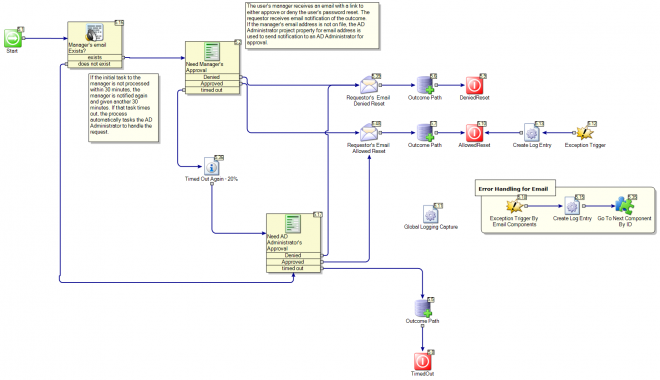 The user's manager receives an email with a link to
either approve or deny the user's password reset. The
requestor receives email notification of the outcome.
If the manager's email address is not on file, the AD
Administrator project property for email address is
used to send notification to an AD Administrator for
approval.
Start
Manager's email
Exists?
exists
does not exist
Need Manager's
Approval
Denied
Approved
timed out
If the initial task to the
manager is not processed
within 30 minutes, the
manager is notified again
and given another 30
minutes. If that task times
out, the process
automatically tasks the AD
Administrator to handle the
request.
Requestor's Email
Denied Reset
Outcome Path
DeniedReset
Requestor's Email
Allowed Reset
Outcome Path
AllowedReset
Create Log Entry
Exception Trigger
Timed Out Again - 20%
Error Handling for Email
Exception Trigger By
Email Components
Create Log Entry
Go To Next Component
By ID
Global Logging Capture
Need AD
Administrator's
Approval
Denied
Approved
timed out
Outcome Path
TimedOut